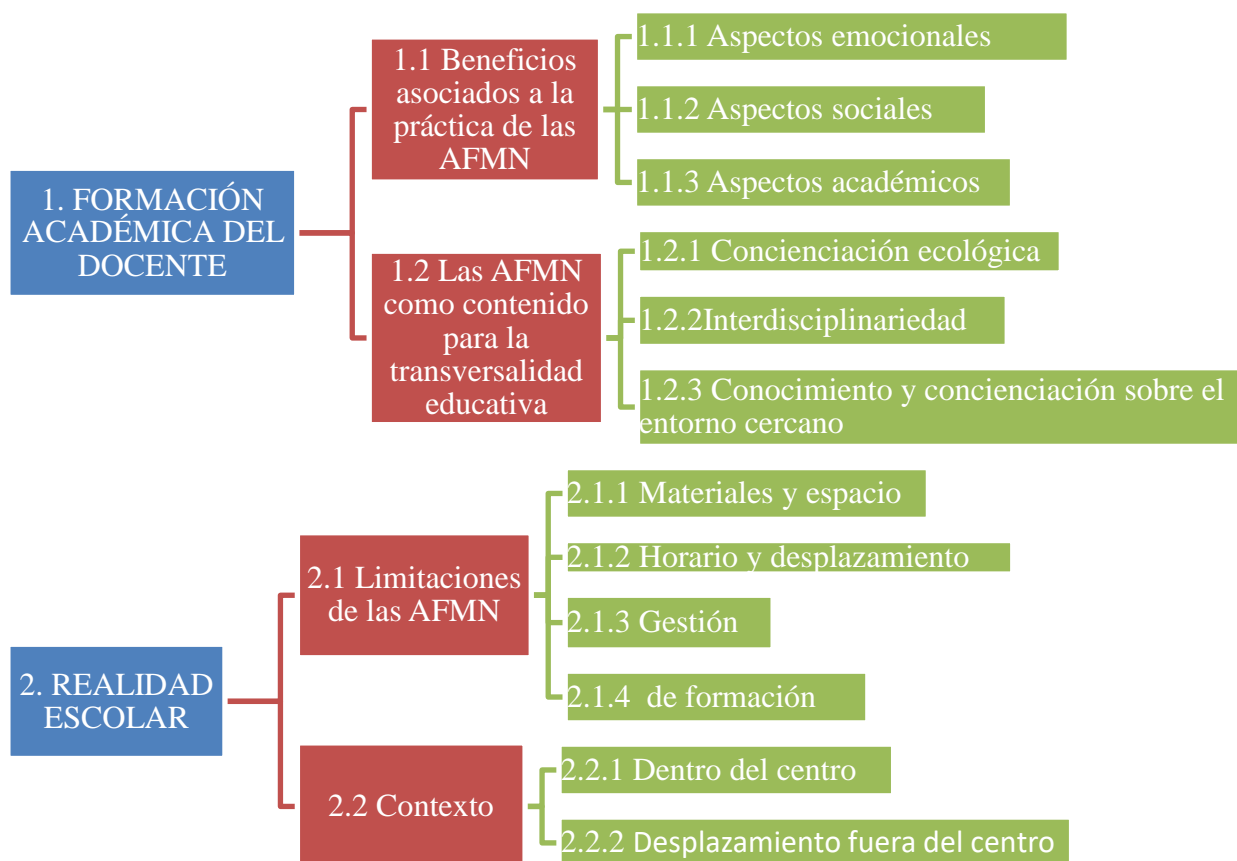 1. FORMACIÓN
ACADÉMICA DEL
DOCENTE
1.1 Beneficios
asociados a la
práctica de las
AFMN
1.1.1 Aspectos emocionales
1.1.2 Aspectos sociales
1.1.3 Aspectos académicos
1.2 Las AFMN
como contenido
para la
transversalidad
educativa
1.2.1 Concienciación ecológica
1.2.2Interdisciplinariedad
1.2.3 Conocimiento y concienciación sobre el
entorno cercano
2. REALIDAD
ESCOLAR
2.1 Limitaciones
de las AFMN
2.1.1 Materiales y espacio
2.1.2 Horario y desplazamiento
2.1.3 Gestión
2.1.4 de formación
2.2 Contexto
2.2.1 Dentro del centro
2.2.2 Desplazamiento fuera del centro